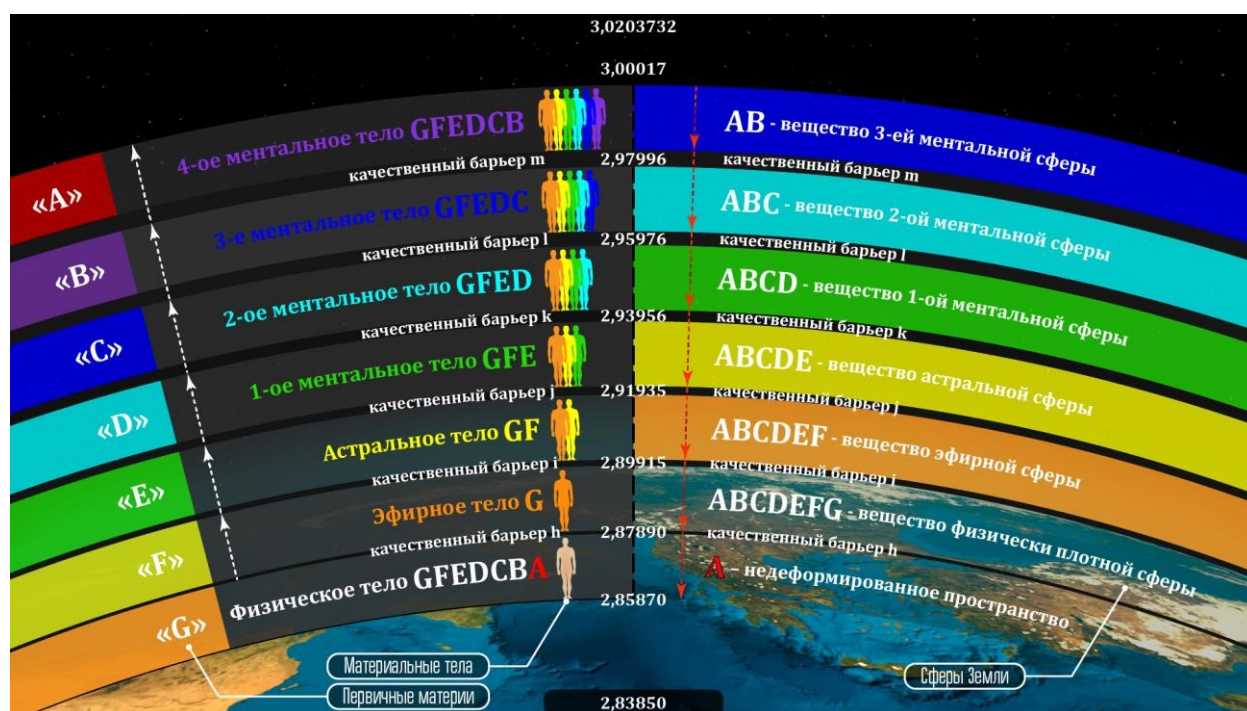 3,0203732
3,00017
4-ое ментальное тело GFEDCB
АВ - вещество 3-ей ментальной сферы
«А»
качественный барьер m
2,97996
качественный барьер m
3-е ментальное тело GFEDC
АВС - вещество 2-ой ментальной сферы
«В»
качественный барьер l
2,95976
качественный барьер l
2-ое ментальное тело GFED
ABCD - вещество 1-ой ментальной сферы
«С»
качественный барьер k
2,93956
качественный барьер k
1-ое ментальное тело GFE
ABCDE - вещество астральной сферы
«D»
качественный барьер j
2,91935
качественный барьер j
Астральное тело GF
ABCDEF - вещество эфирной сферы
«E»
качественный барьер i
2,89915
качественный барьер i
Эфирное тело G
ABCDEFG - вещество физически плотной сферы
«F»
качественный барьер h
2,87890
качественный барьер h
Физическое тело GFEDCBA
А – недеформированное пространство
«G»
2,85870
Материальные тела
Первичные материи
Сферы Земли
2,83850